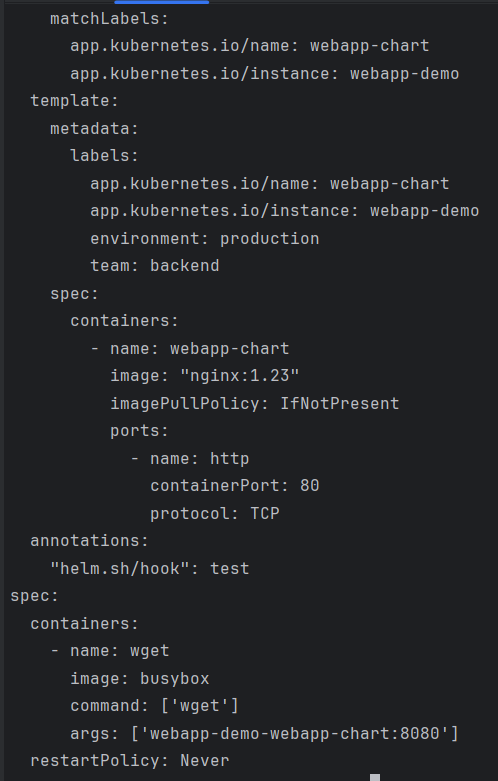 matchLabels:
      app.kubernetes.io/name: webapp-chart
      app.kubernetes.io/instance: webapp-demo
  template:
    metadata:
      labels:
        app.kubernetes.io/name: webapp-chart
        app.kubernetes.io/instance: webapp-demo
        environment: production
        team: backend
    spec:
      containers:
        - name: webapp-chart
          image: "nginx:1.23"
          imagePullPolicy: IfNotPresent
          ports:
            - name: http
              containerPort: 80
              protocol: TCP
  annotations:
    "helm.sh/hook": test
spec:
  containers:
    - name: wget
      image: busybox
      command: ['wget']
      args: ['webapp-demo-webapp-chart:8080']
  restartPolicy: Never